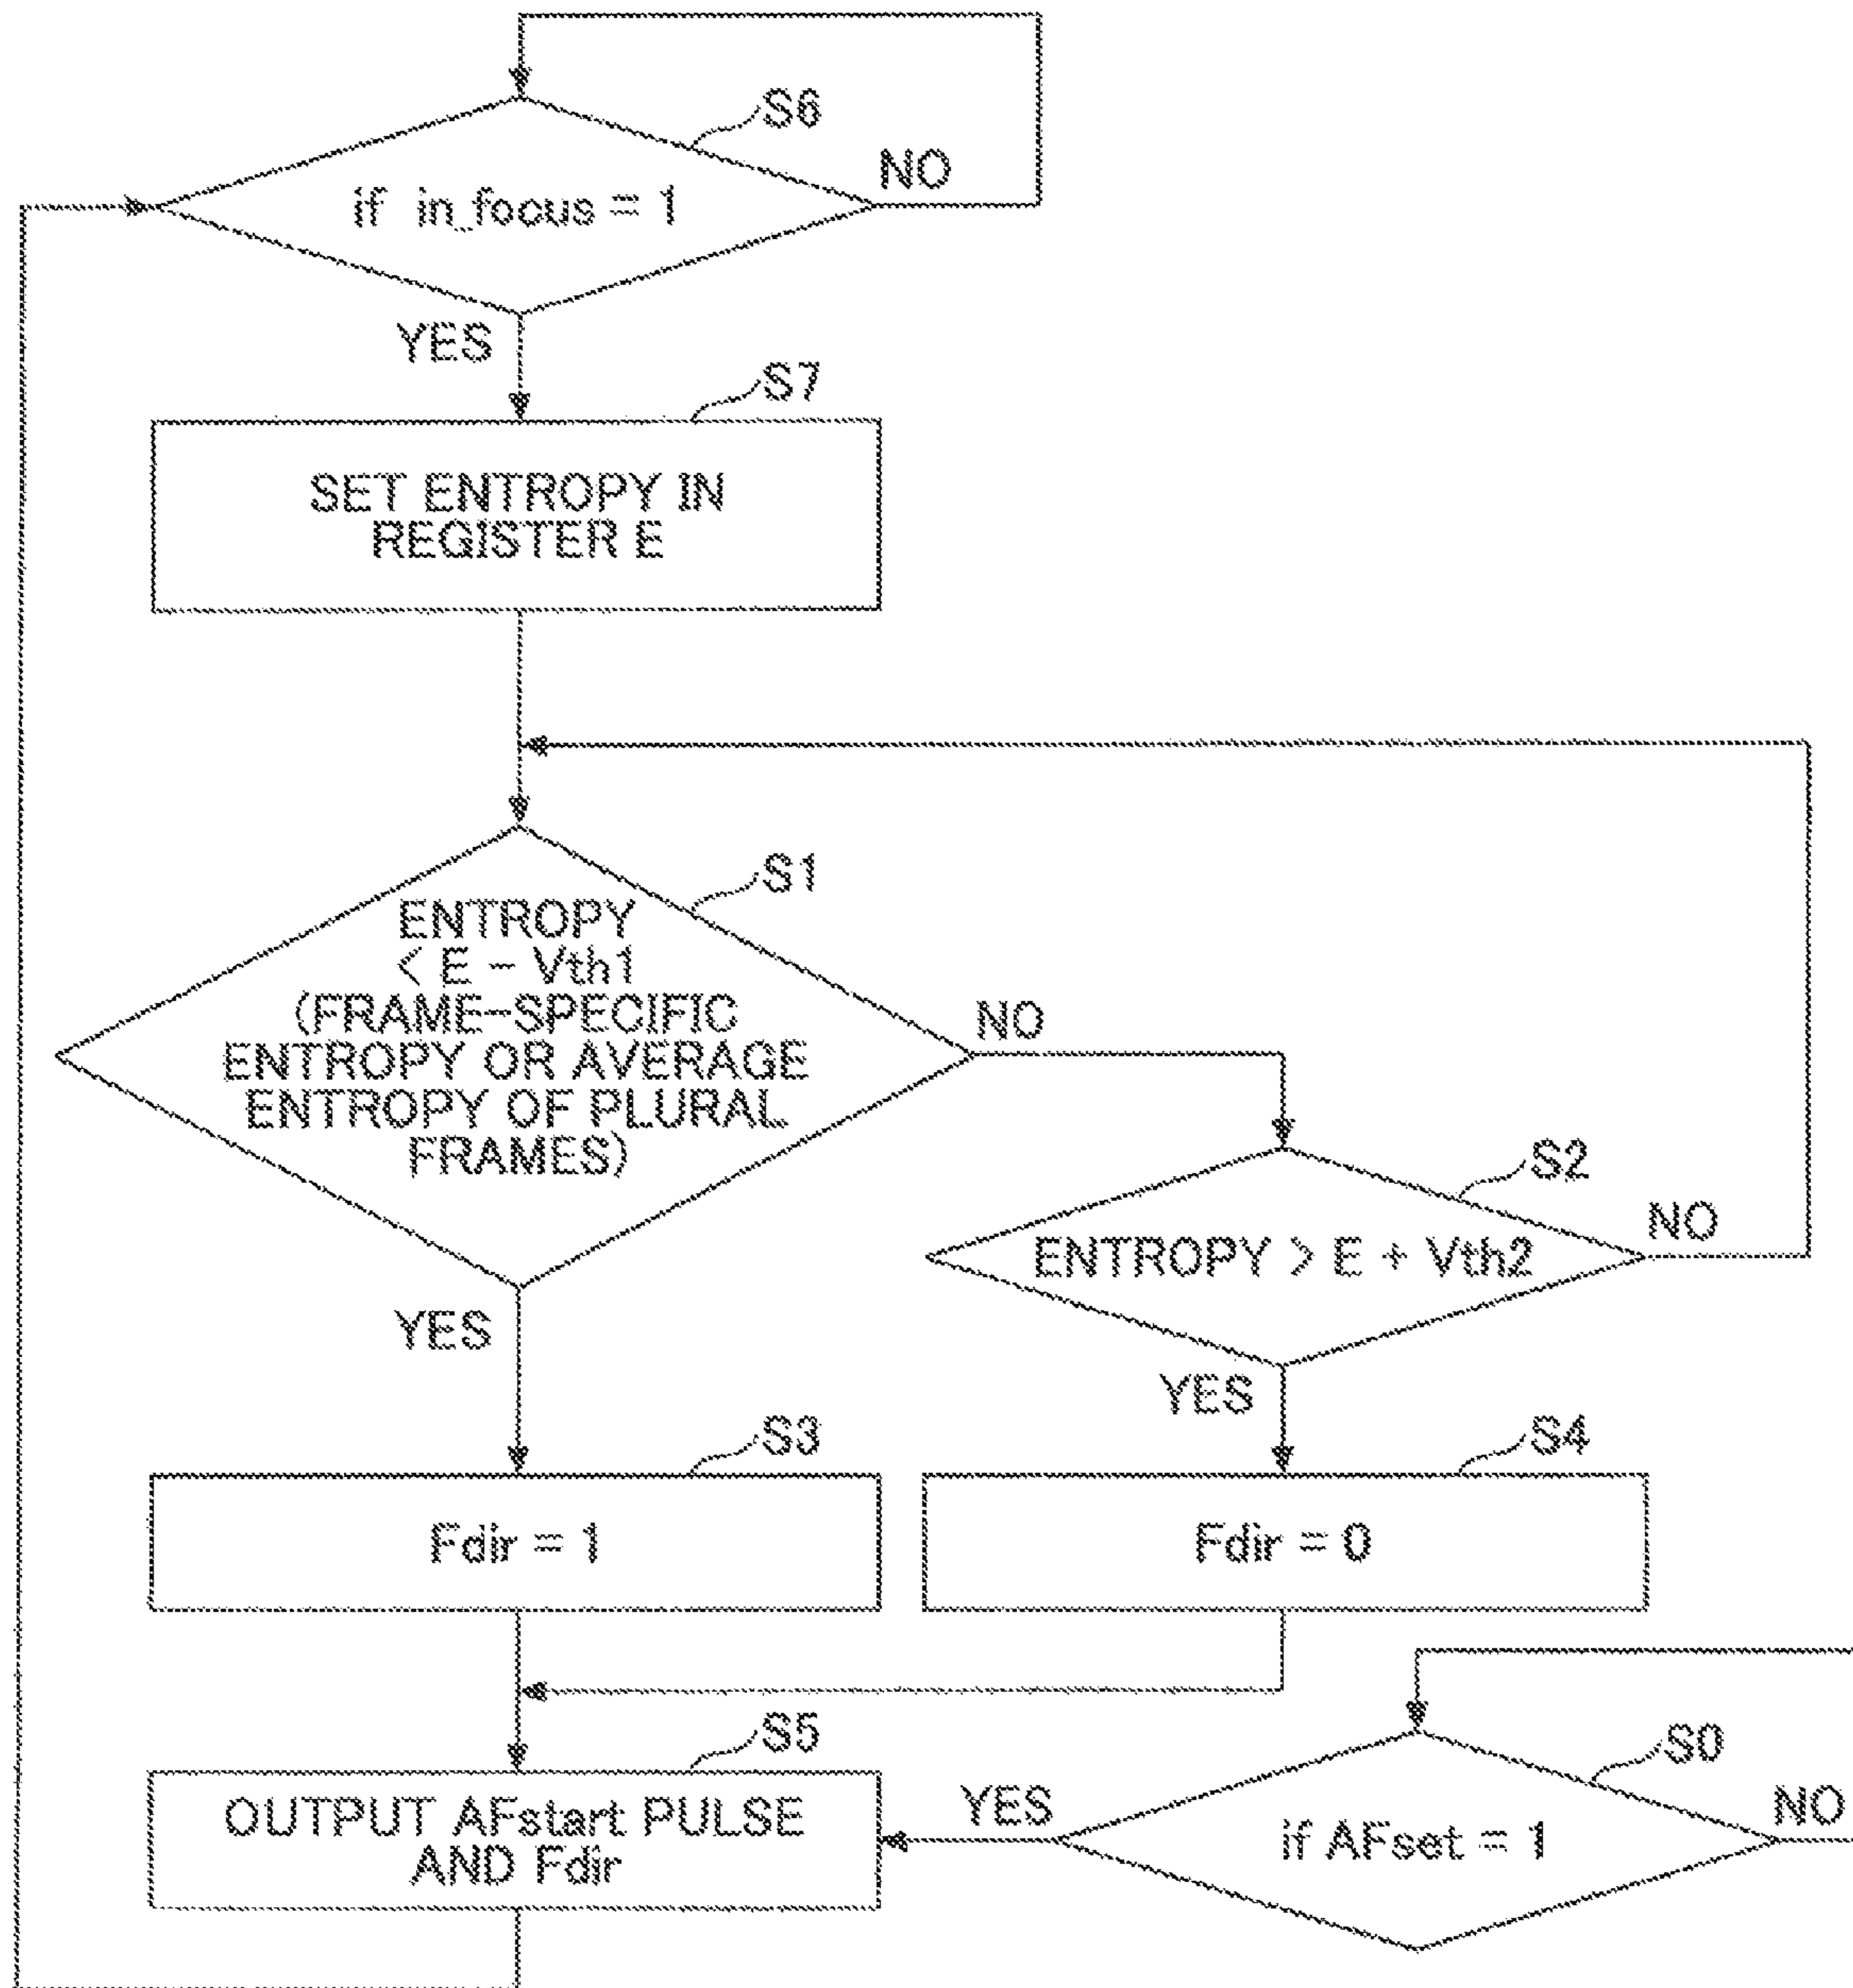 S6
if in_focus = 1
NO
YES
S7
SET ENTROPY IN
REGISTER E
S1
ENTROPY
< E - Vth1
(FRAME-SPECIFIC
ENTROPY OR AVERAGE
ENTROPY OF PLURAL
FRAMES)
NO
S2
ENTROPY > E + Vth2
NO
YES
YES
S3
Fdir = 1
S4
Fdir = 0
S5
OUTPUT AFstart PULSE
AND Fdir
S0
if AFset = 1
YES
NO